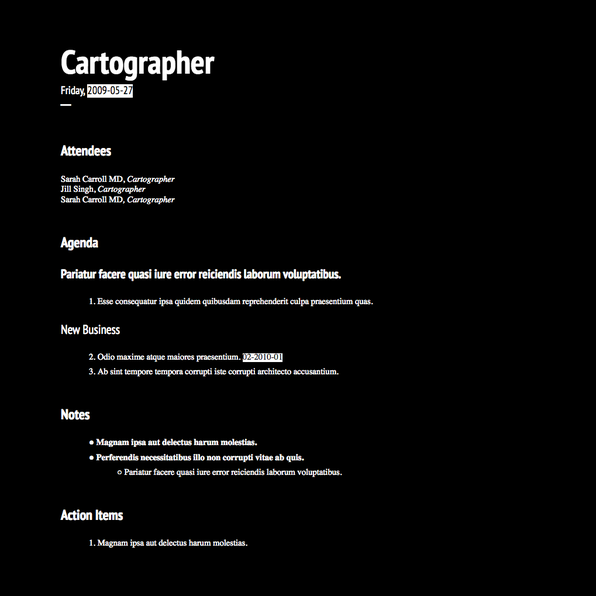 Cartographer
Friday, 2009-05-27
Attendees
Sarah Carroll MD, Cartographer
Jill Singh, Cartographer
Sarah Carroll MD, Cartographer
Agenda
Pariatur facere quasi iure error reiciendis laborum voluptatibus.
1. Esse consequatur ipsa quidem quibusdam reprehenderit culpa praesentium quas.
New Business
2. Odio maxime atque maiores praesentium. 02-2010-01
3. Ab sint tempore tempora corrupti iste corrupti architecto accusantium.
Notes
● Magnam ipsa aut delectus harum molestias.
● Perferendis necessitatibus illo non corrupti vitae ab quis.
○ Pariatur facere quasi iure error reiciendis laborum voluptatibus.
Action Items
1. Magnam ipsa aut delectus harum molestias.